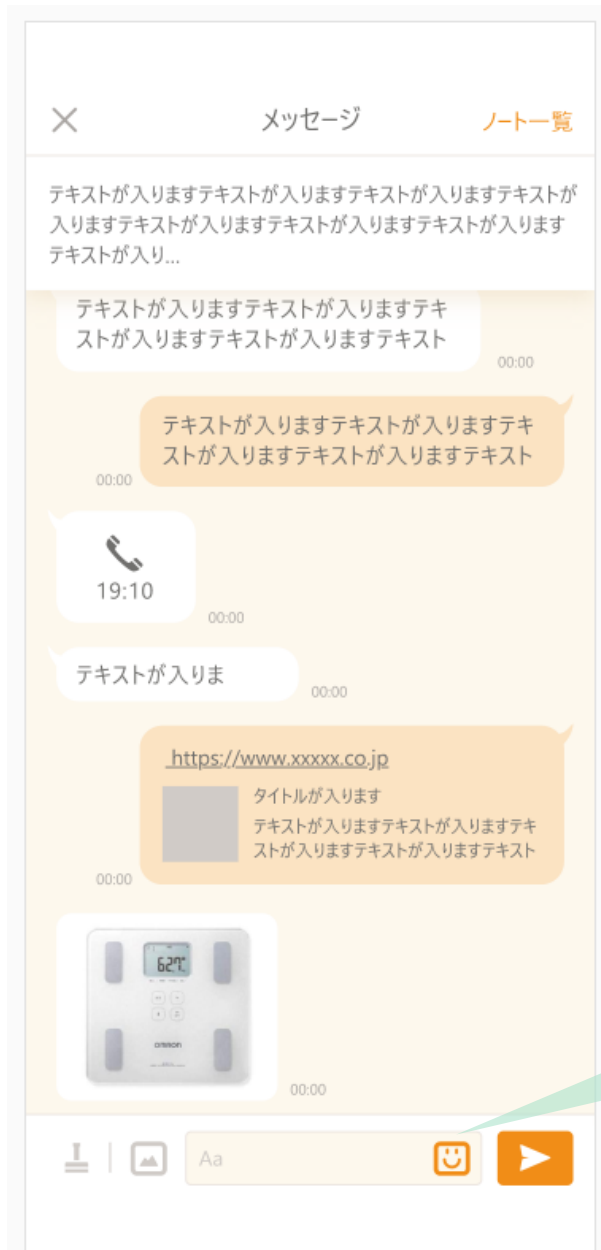 メッセージ
ノート一覧
テキストが入りますテキストが入りますテキストが入りますテキストが
入りますテキストが入りますテキストが入りますテキストが入ります
テキストが入り...
テキストが入りますテキストが入りますテキ
ストが入りますテキストが入りますテキスト
00:00
テキストが入りますテキストが入りますテキ
ストが入りますテキストが入りますテキスト
00:00
19:10
00:00
テキストが入りま
00:00
https://www.xxxxx.co.jp
タイトルが入ります
テキストが入りますテキストが入りますテキ
ストが入りますテキストが入りますテキスト
00:00
omron
00:00
Aa